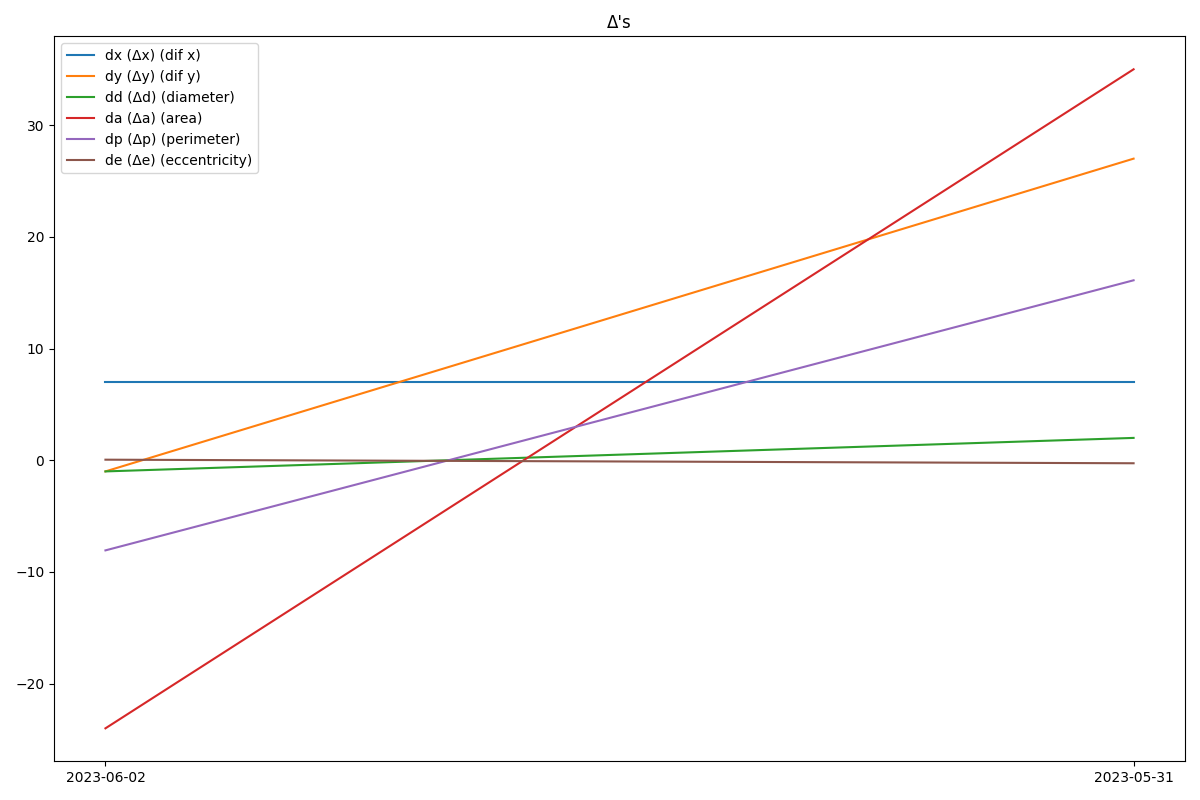 Δ's
dx (Δx) (dif x)
dy (Δy) (dif y)
dd (Δd) (diameter)
da (Δa) (area)
dp (Δp) (perimeter)
de (Δe) (eccentricity)
30
20
10
0
−10
−20
2023-06-02 2023-05-31